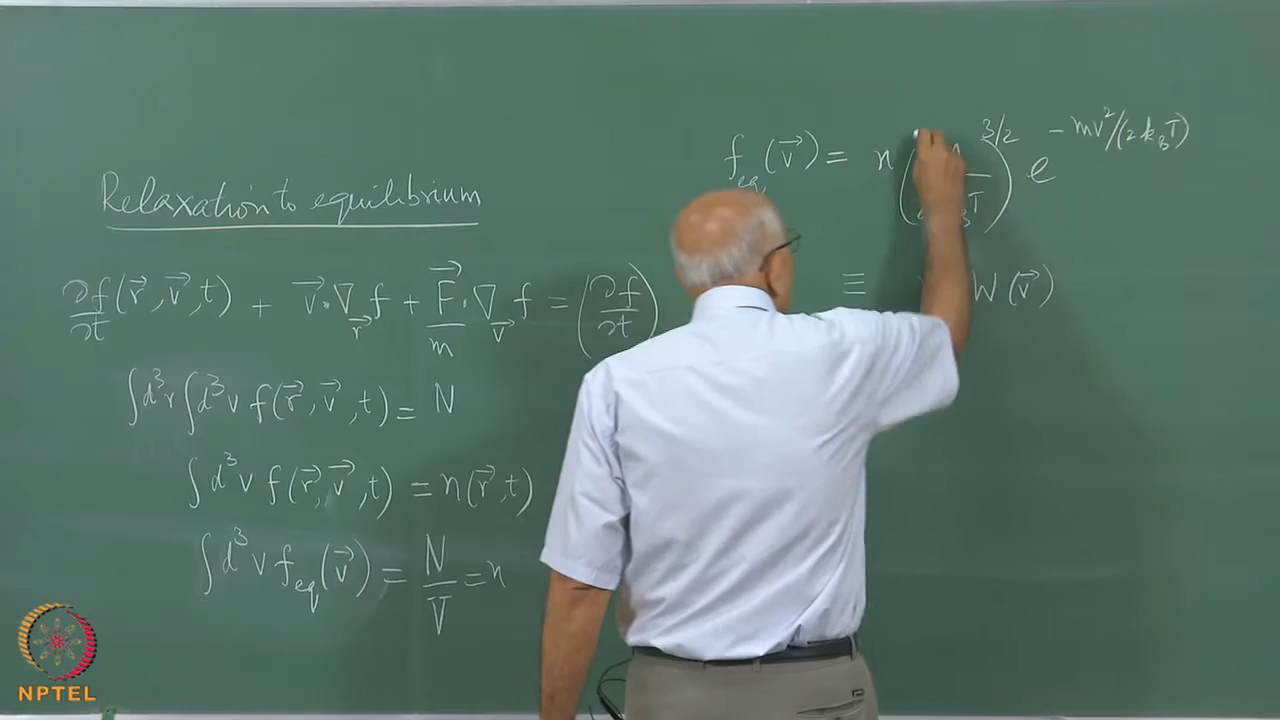 Relaxation to equilibrium
∂f/∂t (r⃗, v⃗, t) + v⃗·∇_r⃗ f + F⃗/m · ∇_v⃗ f = (∂f/∂t)
∫d³r ∫d³v f(r⃗, v⃗, t) = N
∫d³v f(r⃗, v⃗, t) = n(r⃗, t)
∫d³v f_eq(v⃗) = N/V = n
f_eq.(v⃗) = n ( )^3/2 e^-mv²/(2k_BT)
≡ W(v⃗)
NPTEL